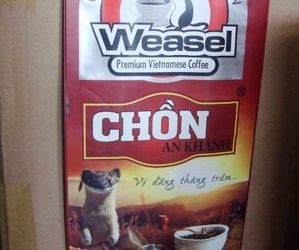 Weasel
Premium Vietnamese Coffee
®
CHỒN
AN KHÁNH
Vị đắng thăng trầm...